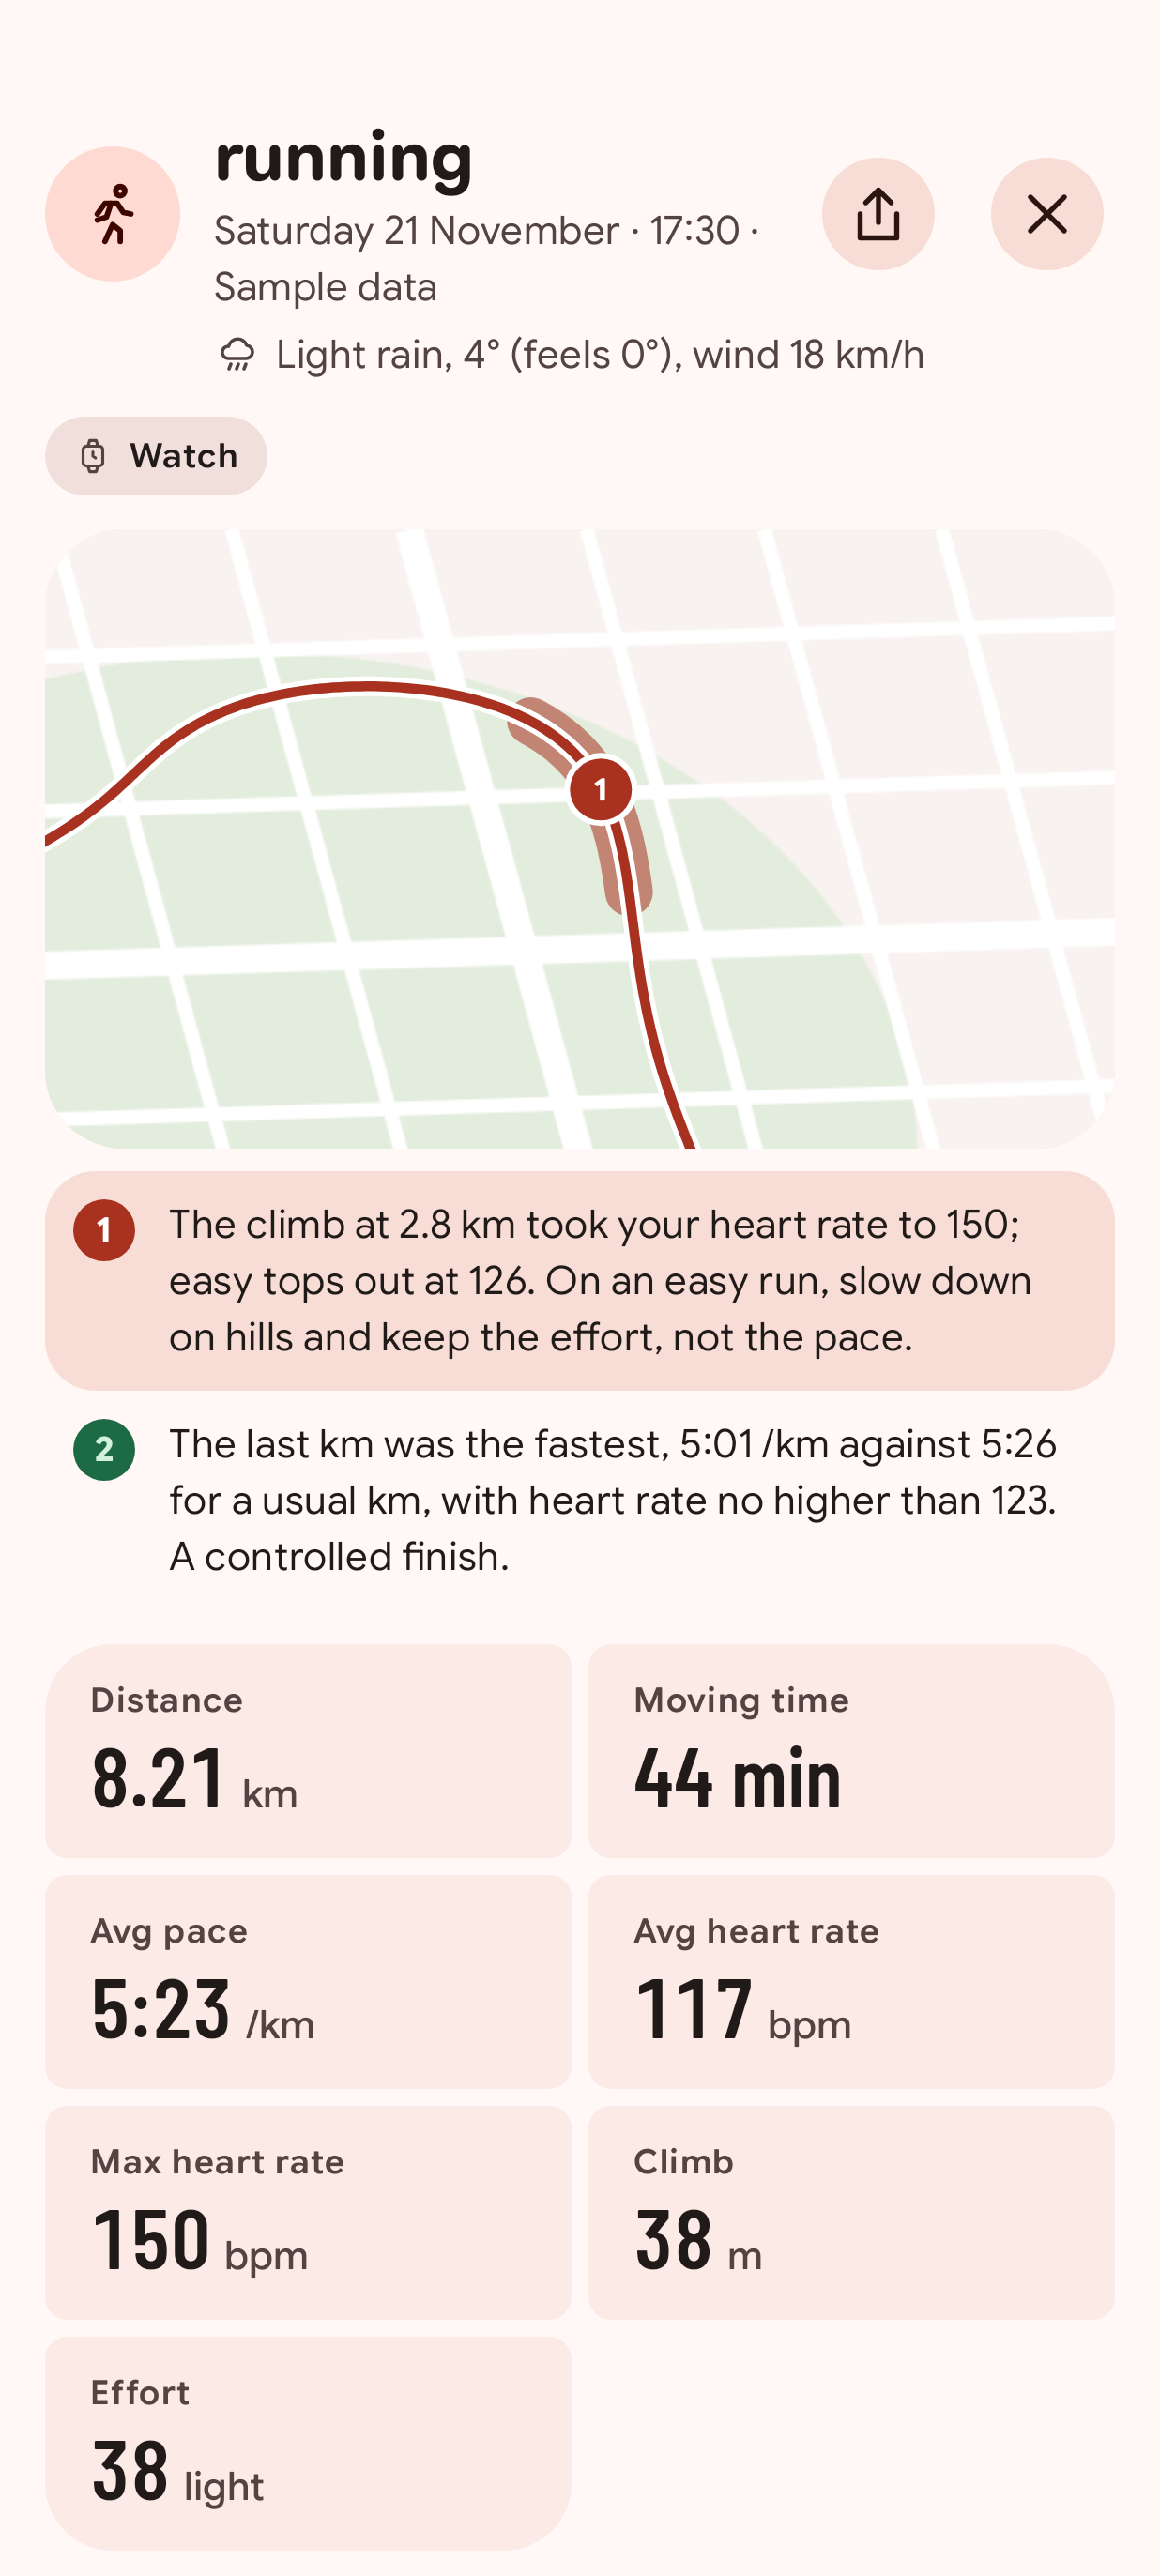 running
Saturday 21 November · 17:30 ·
Sample data
Light rain, 4° (feels 0°), wind 18 km/h
Watch
1
1
The climb at 2.8 km took your heart rate to 150;
easy tops out at 126. On an easy run, slow down
on hills and keep the effort, not the pace.
2
The last km was the fastest, 5:01 /km against 5:26
for a usual km, with heart rate no higher than 123.
A controlled finish.
Distance
8.21 km
Moving time
44 min
Avg pace
5:23 /km
Avg heart rate
117 bpm
Max heart rate
150 bpm
Climb
38 m
Effort
38 light